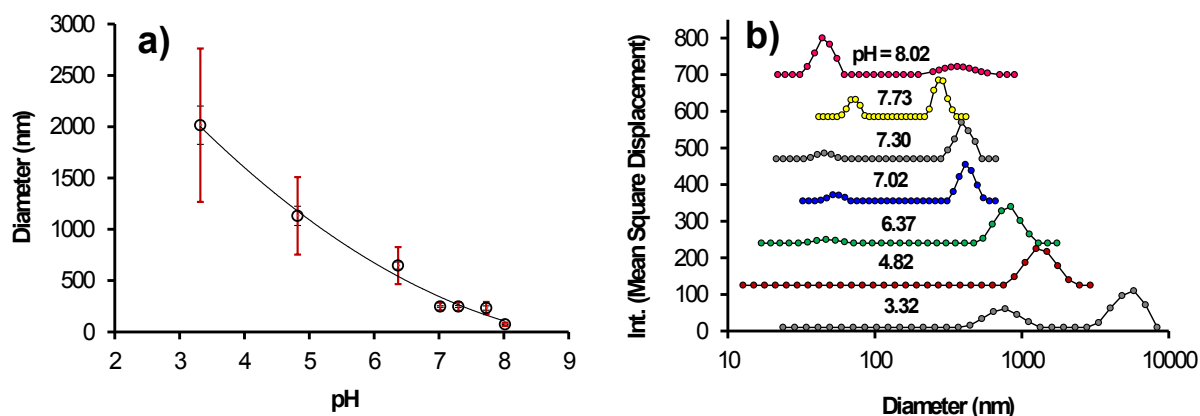 a)
3000
2500
2000
1500
1000
500
0
Diameter (nm)
2 3 4 5 6 7 8 9
pH
b)
800
700
600
500
400
300
200
100
0
Int. (Mean Square Displacement)
pH = 8.02
7.73
7.30
7.02
6.37
4.82
3.32
10 100 1000 10000
Diameter (nm)